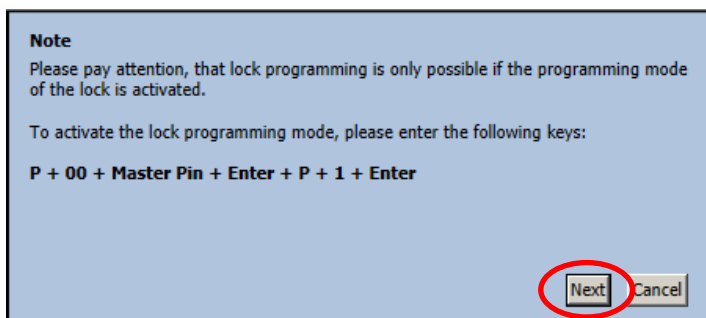 Note
Please pay attention, that lock programming is only possible if the programming mode
of the lock is activated.
To activate the lock programming mode, please enter the following keys:
P + 00 + Master Pin + Enter + P + 1 + Enter
Next Cancel